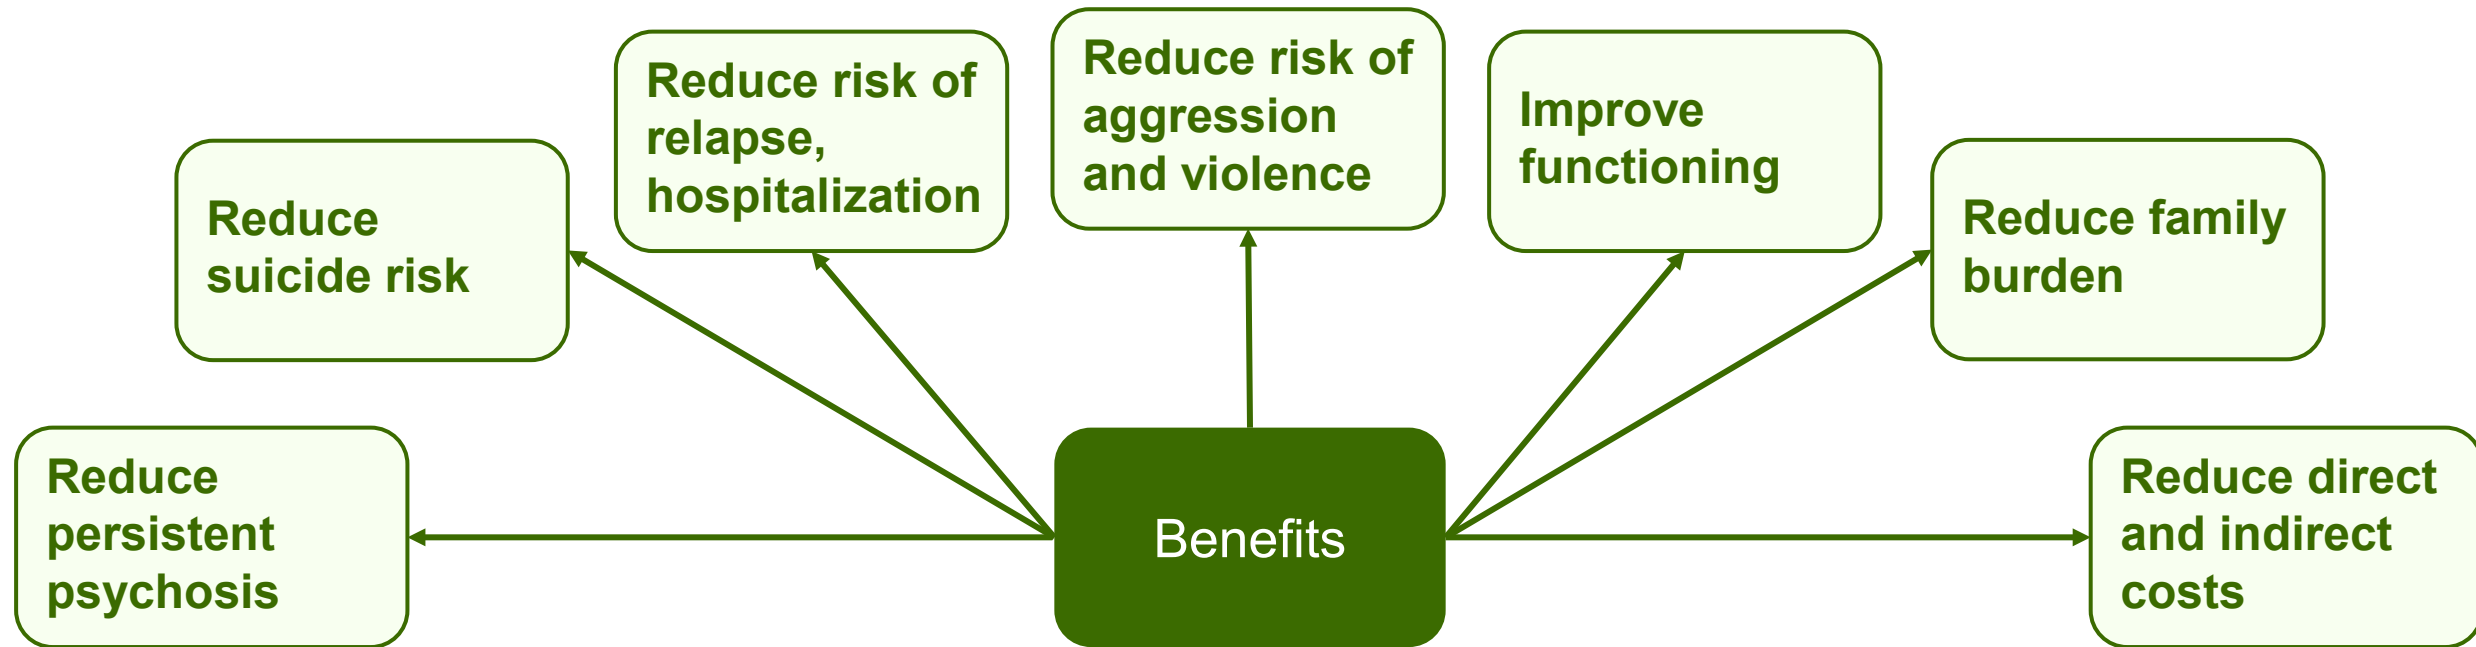 Reduce
persistent
psychosis
Reduce
suicide risk
Reduce risk of
relapse,
hospitalization
Reduce risk of
aggression
and violence
Improve
functioning
Reduce family
burden
Reduce direct
and indirect
costs
Benefits